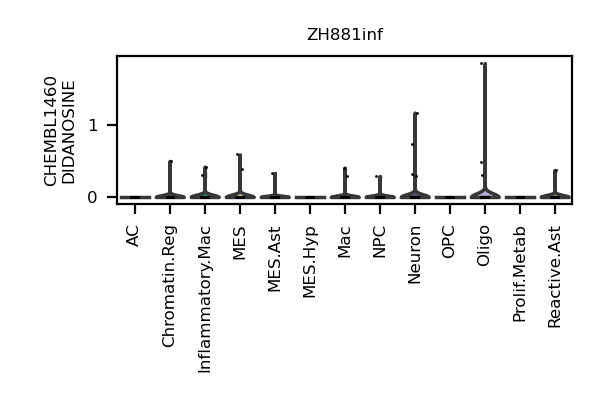 ZH881inf
CHEMBL1460
DIDANOSINE
1
0
AC
Chromatin.Reg
Inflammatory.Mac
MES
MES.Ast
MES.Hyp
Mac
NPC
Neuron
OPC
Oligo
Prolif.Metab
Reactive.Ast